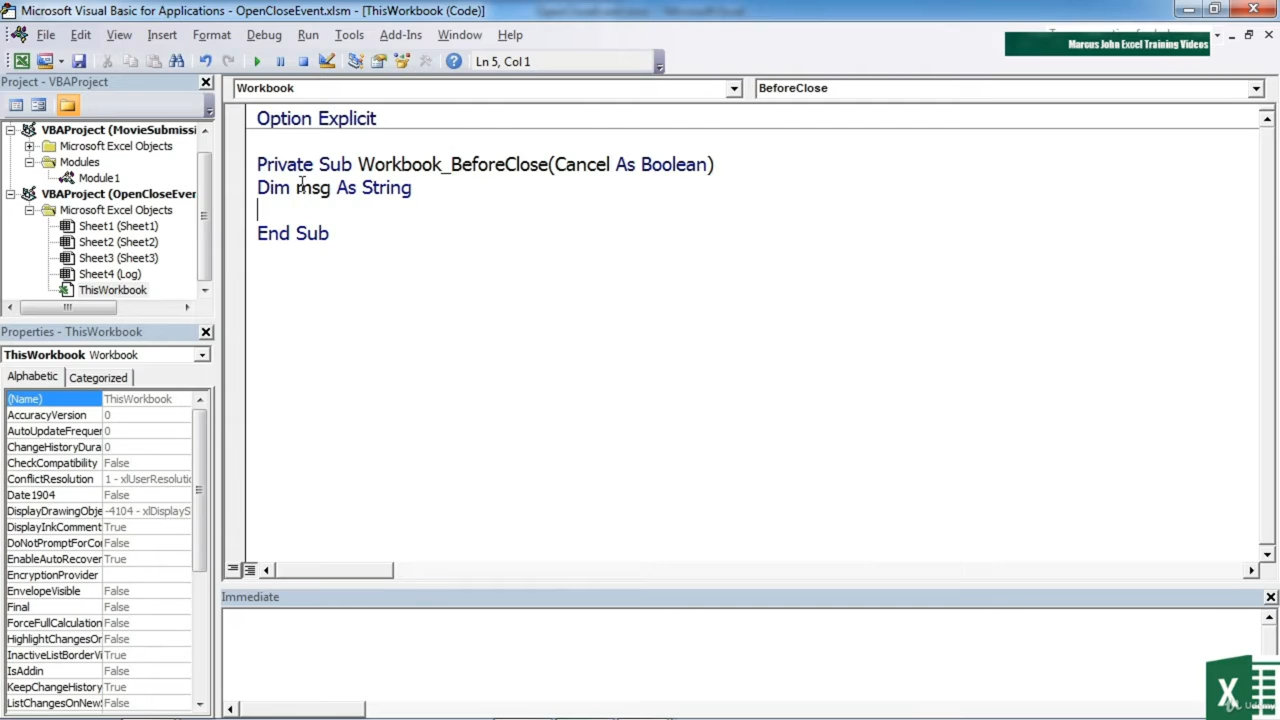 Microsoft Visual Basic for Applications - OpenCloseEvent.xlsm - [ThisWorkbook (Code)]
File Edit View Insert Format Debug Run Tools Add-Ins Window Help
Marcus John Excel Training Videos
Ln 5, Col 1
Project - VBAProject
Workbook
BeforeClose
VBAProject (MovieSubmissi
Microsoft Excel Objects
Modules
Module1
VBAProject (OpenCloseEven
Microsoft Excel Objects
Sheet1 (Sheet1)
Sheet2 (Sheet2)
Sheet3 (Sheet3)
Sheet4 (Log)
ThisWorkbook
Option Explicit
Private Sub Workbook_BeforeClose(Cancel As Boolean)
Dim msg As String
End Sub
Properties - ThisWorkbook
ThisWorkbook Workbook
Alphabetic Categorized
(Name) ThisWorkbook
AccuracyVersion 0
AutoUpdateFrequer 0
ChangeHistoryDura 0
CheckCompatibility False
ConflictResolution 1 - xlUserResolutio
Date1904 False
DisplayDrawingObje -4104 - xlDisplayS
DisplayInkComment True
DoNotPromptForCor False
EnableAutoRecover True
EncryptionProvider
EnvelopeVisible False
Final False
ForceFullCalculation False
HighlightChangesOr False
InactiveListBorderVi True
IsAddin False
KeepChangeHistory True
ListChangesOnNewS False
Immediate
X
Udemy